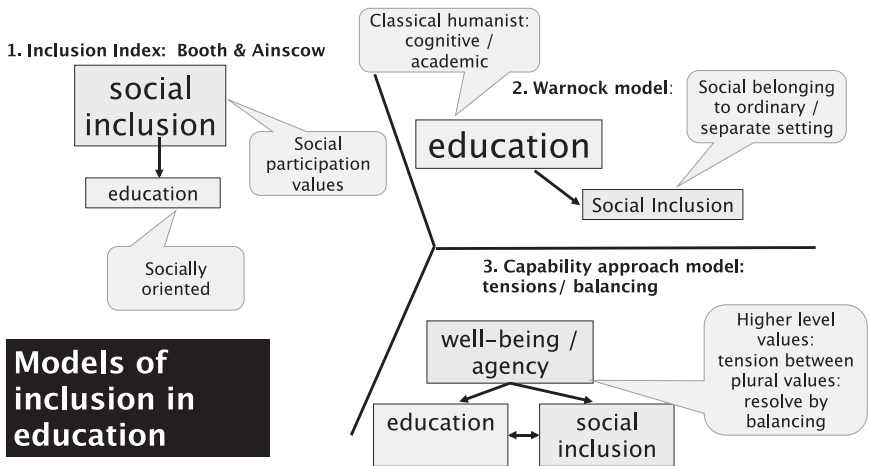 1. Inclusion Index: Booth & Ainscow
social
inclusion
Social
participation
values
education
Socially
oriented
Classical humanist:
cognitive /
academic
2. Warnock model:
Social belonging
to ordinary /
separate setting
education
Social Inclusion
3. Capability approach model:
tensions/ balancing
well-being /
agency
Higher level
values:
tension between
plural values:
resolve by
balancing
education
social
inclusion
Models of
inclusion in
education